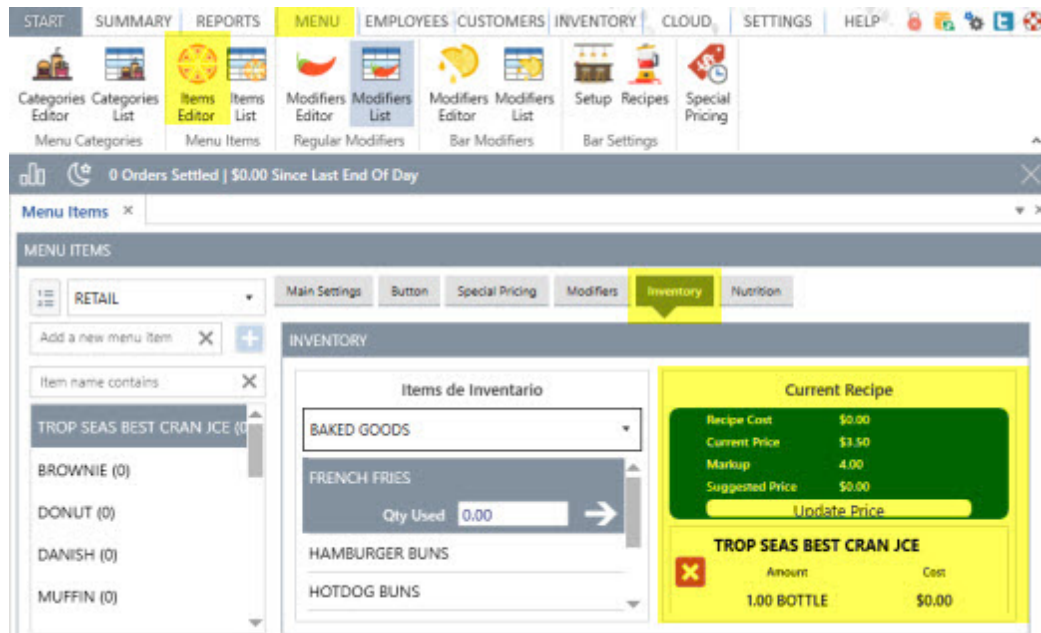 START SUMMARY REPORTS MENU EMPLOYEES CUSTOMERS INVENTORY CLOUD SETTINGS HELP
Categories Categories Items Items Modifiers Modifiers Modifiers Modifiers Setup Recipes Special
Editor List Editor List Editor List Editor List Pricing
Menu Categories Menu Items Regular Modifiers Bar Modifiers Bar Settings
0 Orders Settled | $0.00 Since Last End Of Day
Menu Items
MENU ITEMS
RETAIL
Add a new menu item
Item name contains
TROP SEAS BEST CRAN JCE (0
BROWNIE (0)
DONUT (0)
DANISH (0)
MUFFIN (0)
Main Settings Button Special Pricing Modifiers Inventory Nutrition
INVENTORY
Items de Inventario
BAKED GOODS
FRENCH FRIES
Qty Used 0.00
HAMBURGER BUNS
HOTDOG BUNS
Current Recipe
Recipe Cost $0.00
Current Price $3.50
Markup 4.00
Suggested Price $0.00
Update Price
TROP SEAS BEST CRAN JCE
Amount Cost
1.00 BOTTLE $0.00